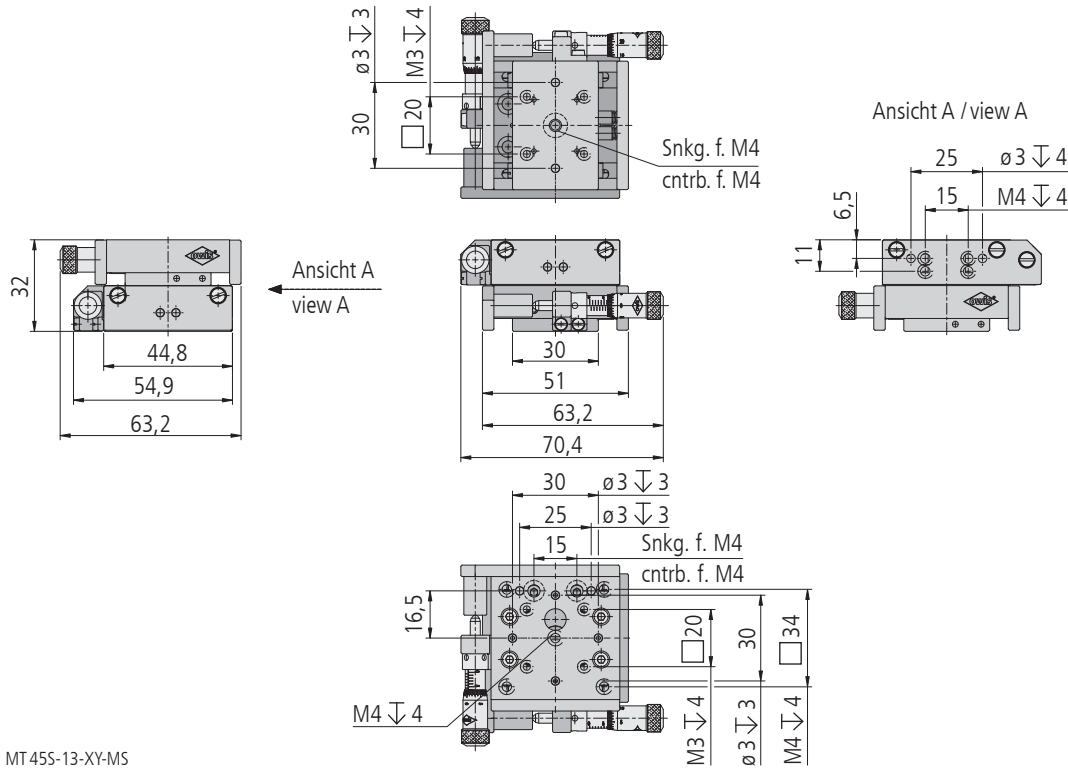 ø3 ↧ 3
M3 ↧ 4
30
□ 20
Snkg. f. M4
cntrb. f. M4
Ansicht A / view A
25
ø3 ↧ 4
15
M4 ↧ 4
6,5
11
owis
32
owis
Ansicht A
view A
44,8
54,9
63,2
30
51
63,2
70,4
30
ø3 ↧ 3
25
ø3 ↧ 3
15
Snkg. f. M4
cntrb. f. M4
16,5
□ 20
30
□ 34
M4 ↧ 4
M3 ↧ 4
ø3 ↧ 3
M4 ↧ 4
MT45S-13-XY-MS